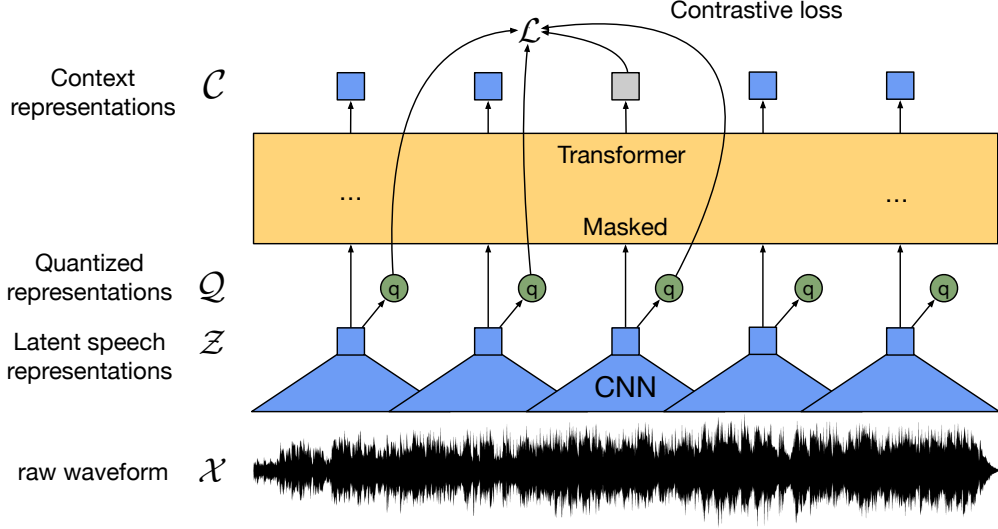 Contrastive loss
ℒ
Context
representations 𝒞
Transformer
... ...
Masked
Quantized
representations 𝒬
q q q q q
Latent speech
representations 𝒵
CNN
raw waveform 𝒳